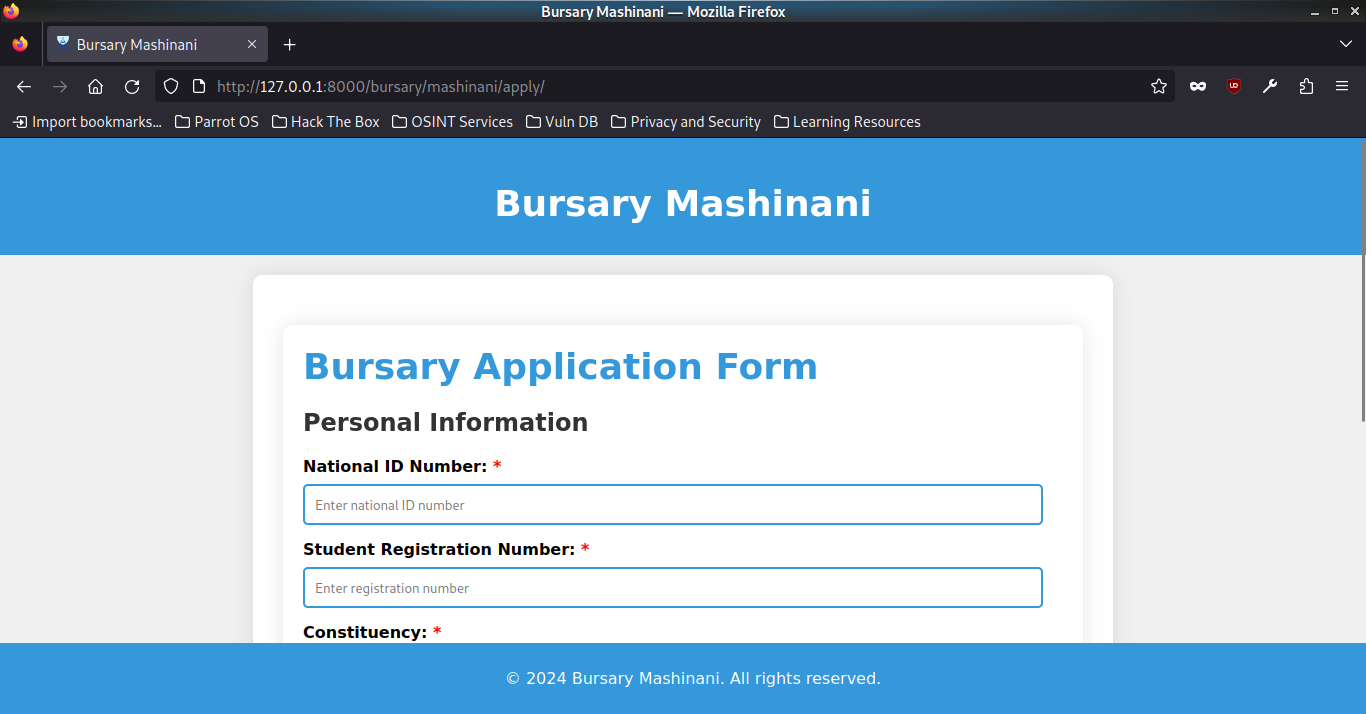 Bursary Mashinani — Mozilla Firefox
Bursary Mashinani
http://127.0.0.1:8000/bursary/mashinani/apply/
Import bookmarks... Parrot OS Hack The Box OSINT Services Vuln DB Privacy and Security Learning Resources
Bursary Mashinani
Bursary Application Form
Personal Information
National ID Number: *
Enter national ID number
Student Registration Number: *
Enter registration number
Constituency: *
© 2024 Bursary Mashinani. All rights reserved.